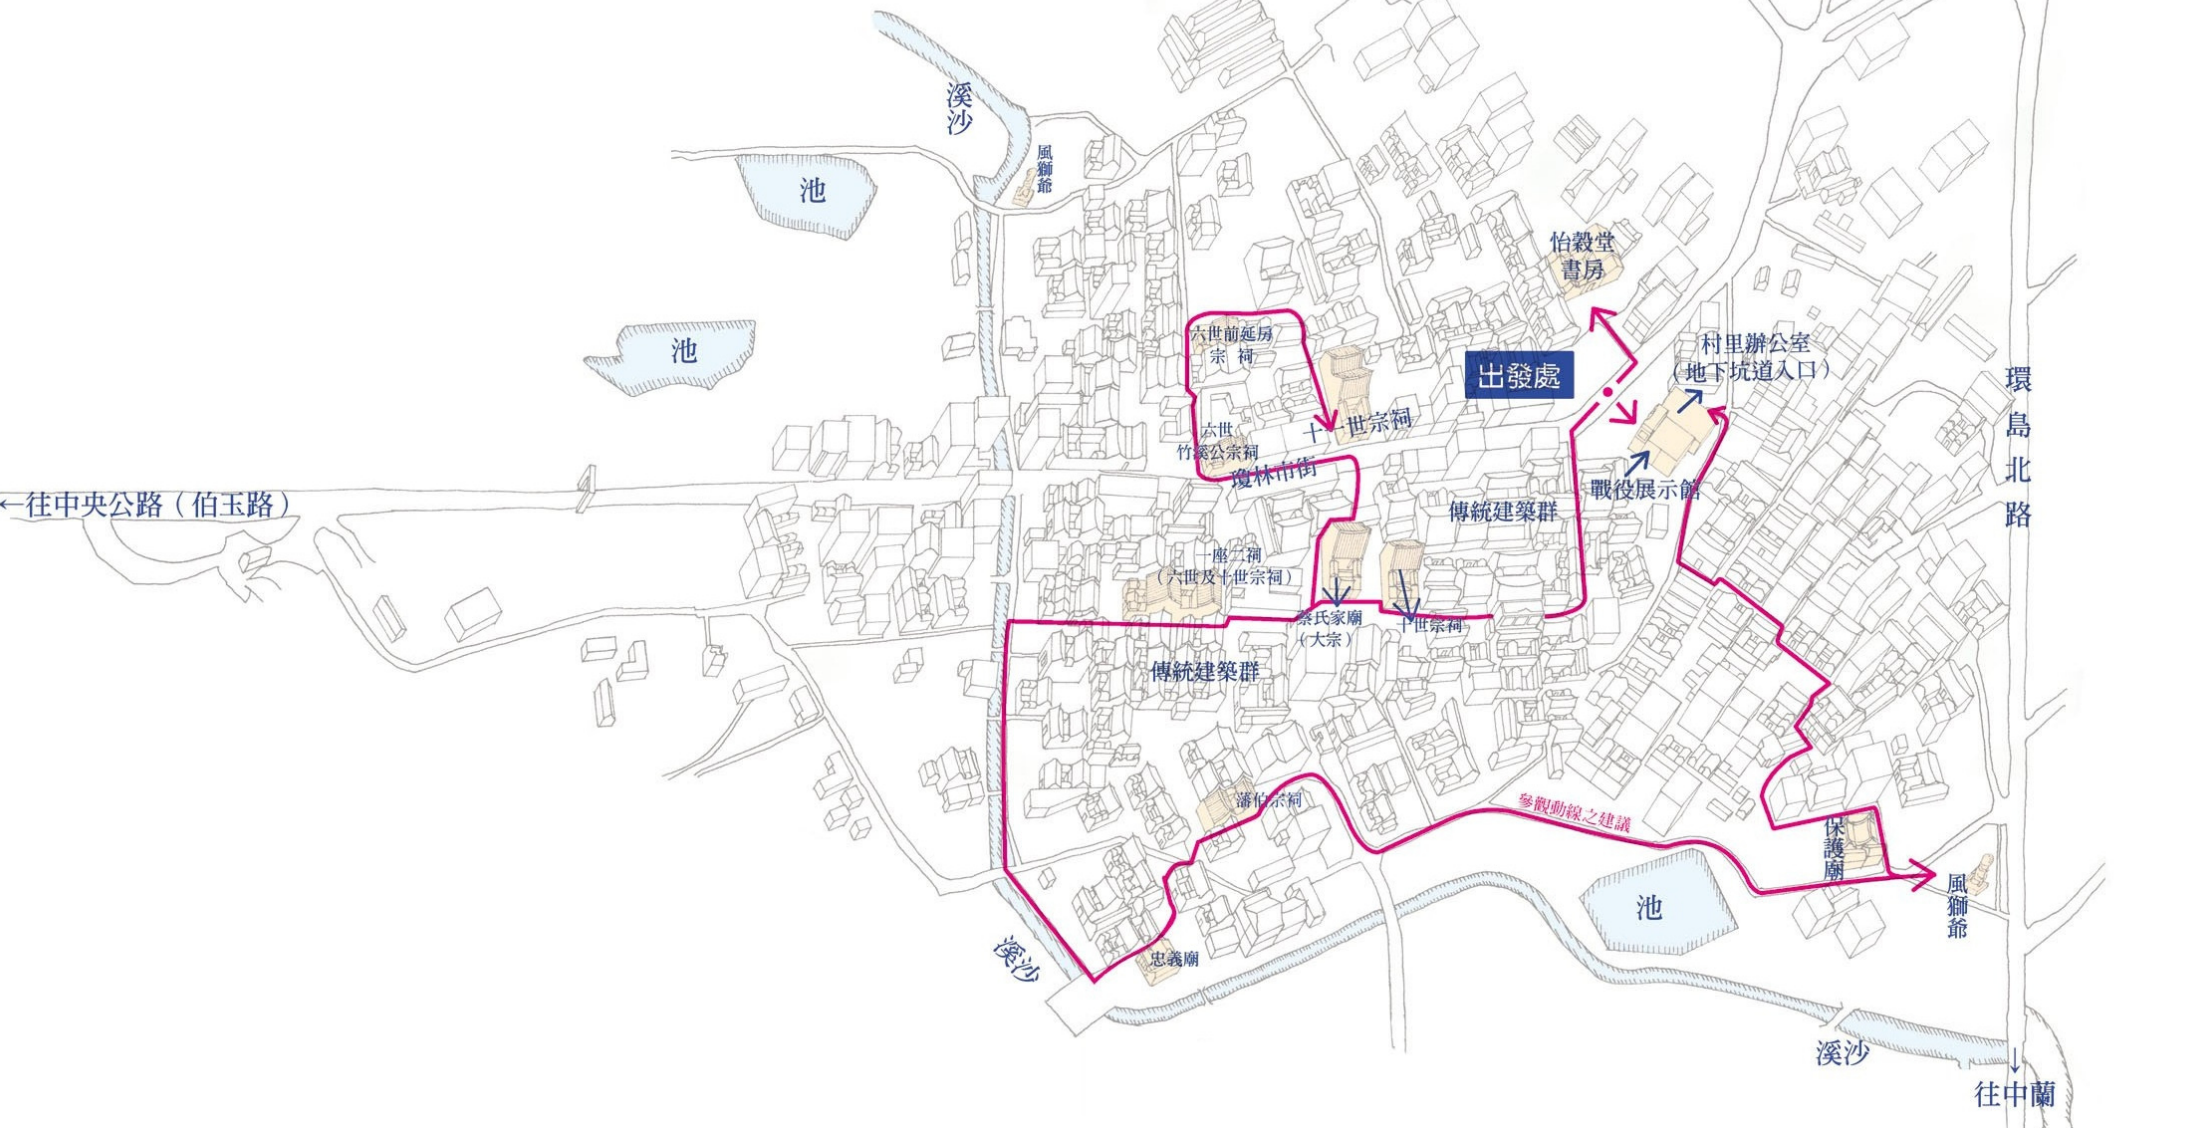 溪沙
風獅爺
池
怡穀堂
書房
池
六世前延房
宗 祠
出發處
村里辦公室
（地下坑道入口）
環島北路
十一世宗祠
六世
竹溪公宗祠
瓊林市街
←往中央公路（伯玉路）
戰役展示館
傳統建築群
一座二祠
（六世及十世宗祠）
蔡氏家廟
（大宗）
十世宗祠
傳統建築群
藩伯宗祠
參觀動線之建議
保護廟
風獅爺
池
忠義廟
溪沙
溪沙
↓
往中蘭